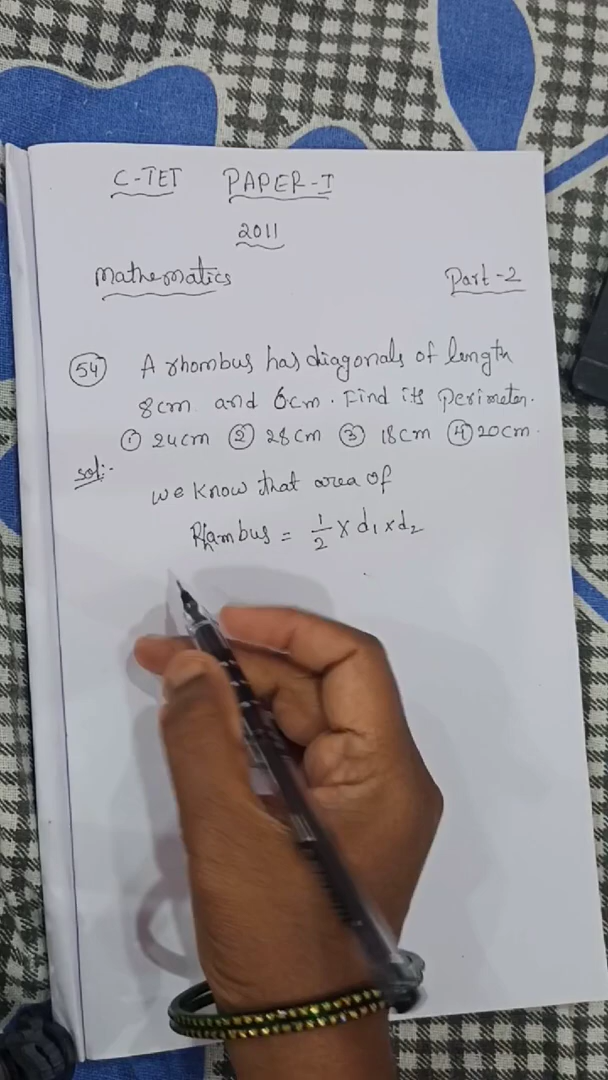 C-TET PAPER-I
2011
Mathematics Part-2
54 A rhombus has diagonals of length
8cm and 6cm. Find its perimeter.
① 24cm ② 28cm ③ 18cm ④ 20cm.
Sol:-
we know that area of
Rhambus = 1/2 x d₁ x d₂